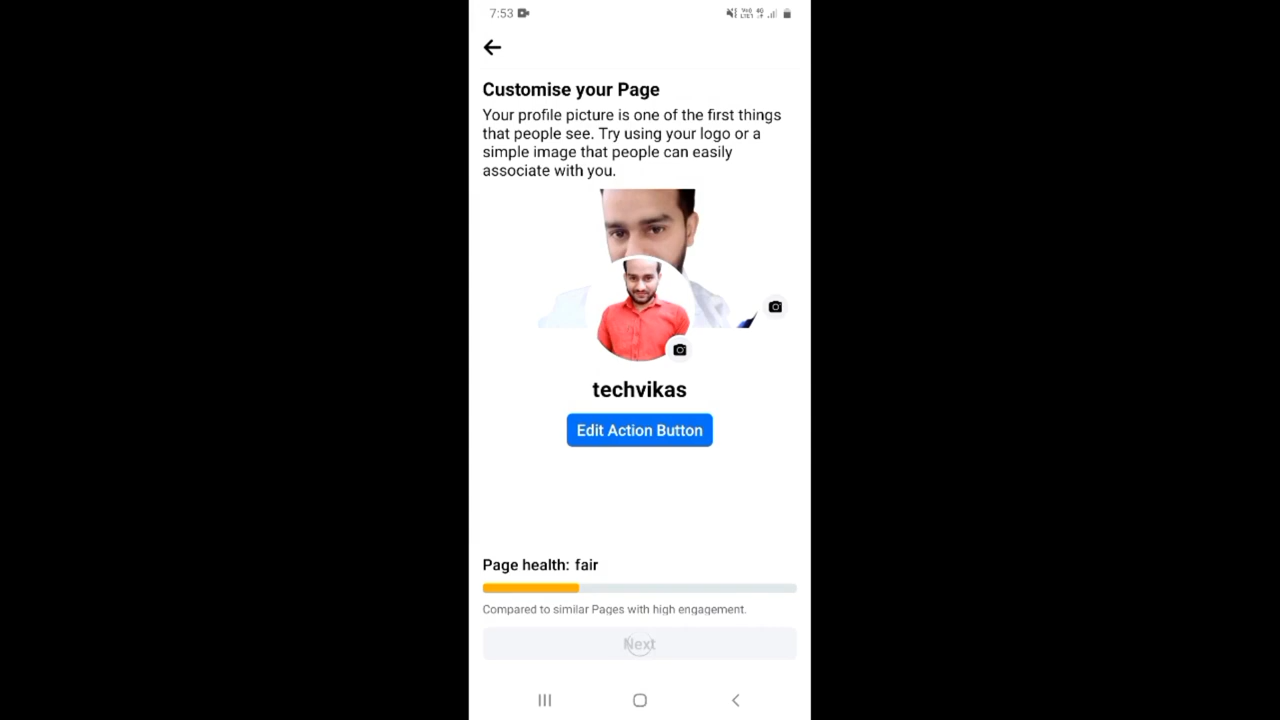 7:53
Customise your Page
Your profile picture is one of the first things
that people see. Try using your logo or a
simple image that people can easily
associate with you.
techvikas
Edit Action Button
Page health: fair
Compared to similar Pages with high engagement.
Next